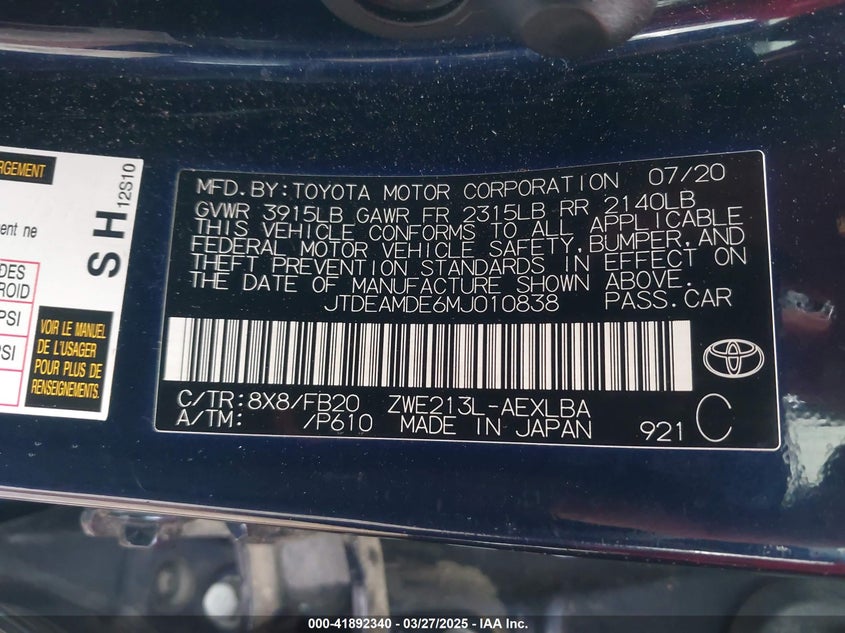 RGEMENT
ent ne
SH
12S10
DES
ROID
PSI
PSI
VOIR LE MANUEL
DE L'USAGER
POUR PLUS DE
RENSEIGNEMENTS.
MFD.BY:TOYOTA MOTOR CORPORATION 07/20
GVWR 3915LB GAWR FR 2315LB RR 2140LB
THIS VEHICLE CONFORMS TO ALL APPLICABLE
FEDERAL MOTOR VEHICLE SAFETY,BUMPER,AND
THEFT PREVENTION STANDARDS IN EFFECT ON
THE DATE OF MANUFACTURE SHOWN ABOVE.
JTDEAMDE6MJ010838 PASS.CAR
C/TR:8X8/FB20 ZWE213L-AEXLBA
A/TM: /P610 MADE IN JAPAN 921 C
000-41892340 - 03/27/2025 - IAA Inc.